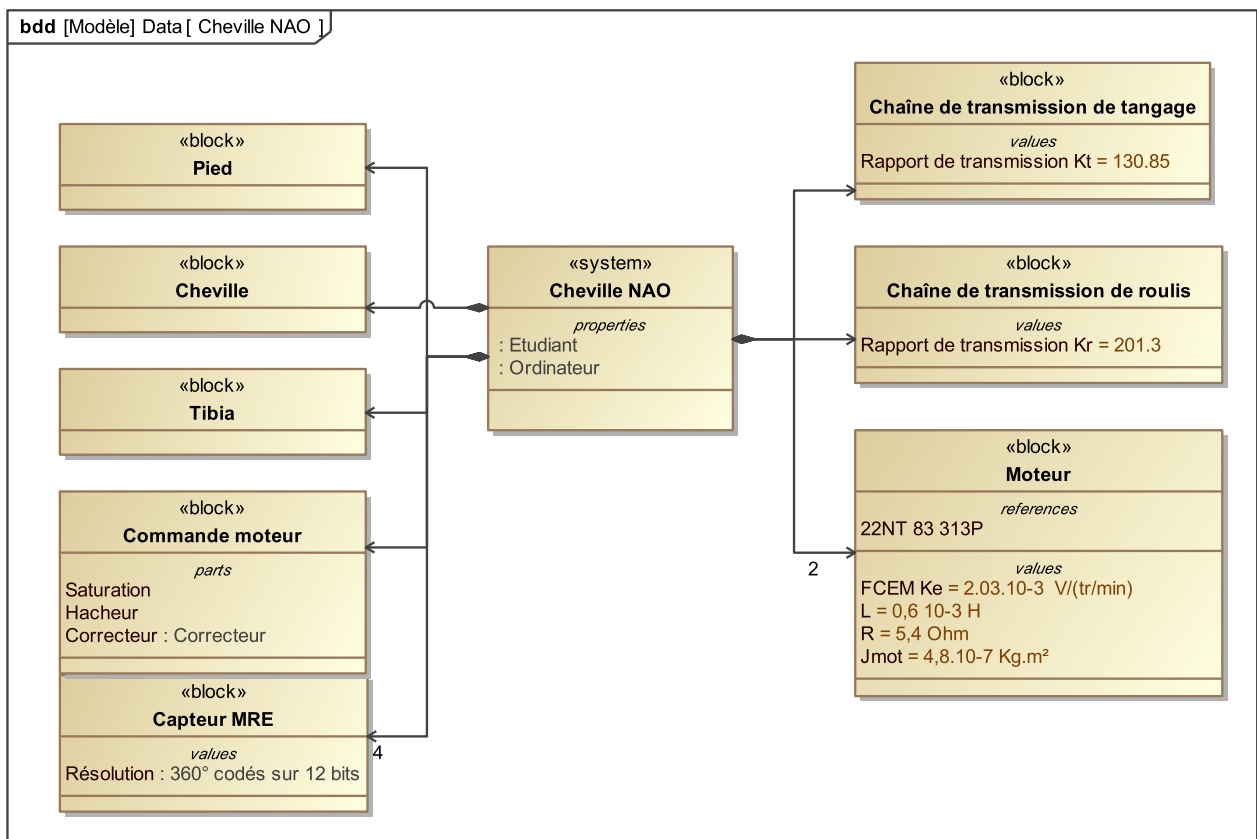 bdd [Modèle] Data [ Cheville NAO ]
«block»
Pied
«block»
Cheville
«block»
Tibia
«block»
Commande moteur
parts
Saturation
Hacheur
Correcteur : Correcteur
«block»
Capteur MRE
values
Résolution : 360° codés sur 12 bits
4
«system»
Cheville NAO
properties
: Etudiant
: Ordinateur
«block»
Chaîne de transmission de tangage
values
Rapport de transmission Kt = 130.85
«block»
Chaîne de transmission de roulis
values
Rapport de transmission Kr = 201.3
«block»
Moteur
references
22NT 83 313P
values
FCEM Ke = 2.03.10-3 V/(tr/min)
L = 0,6 10-3 H
R = 5,4 Ohm
Jmot = 4,8.10-7 Kg.m²
2